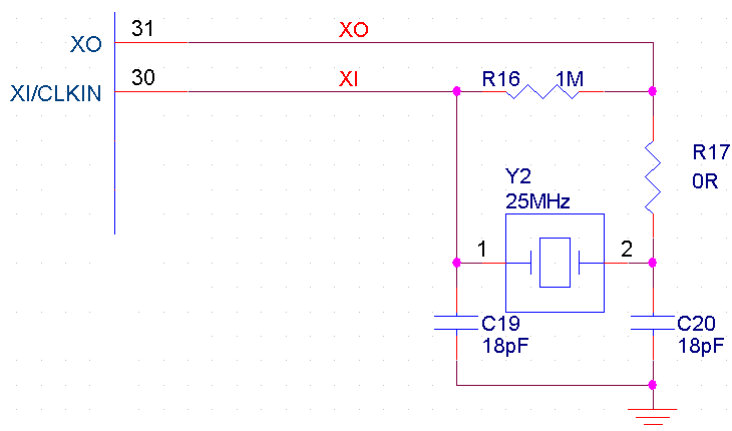 XO 31 XO
XI/CLKIN 30 XI
R16 1M
R17
0R
Y2
25MHz
1 2
C19
18pF
C20
18pF